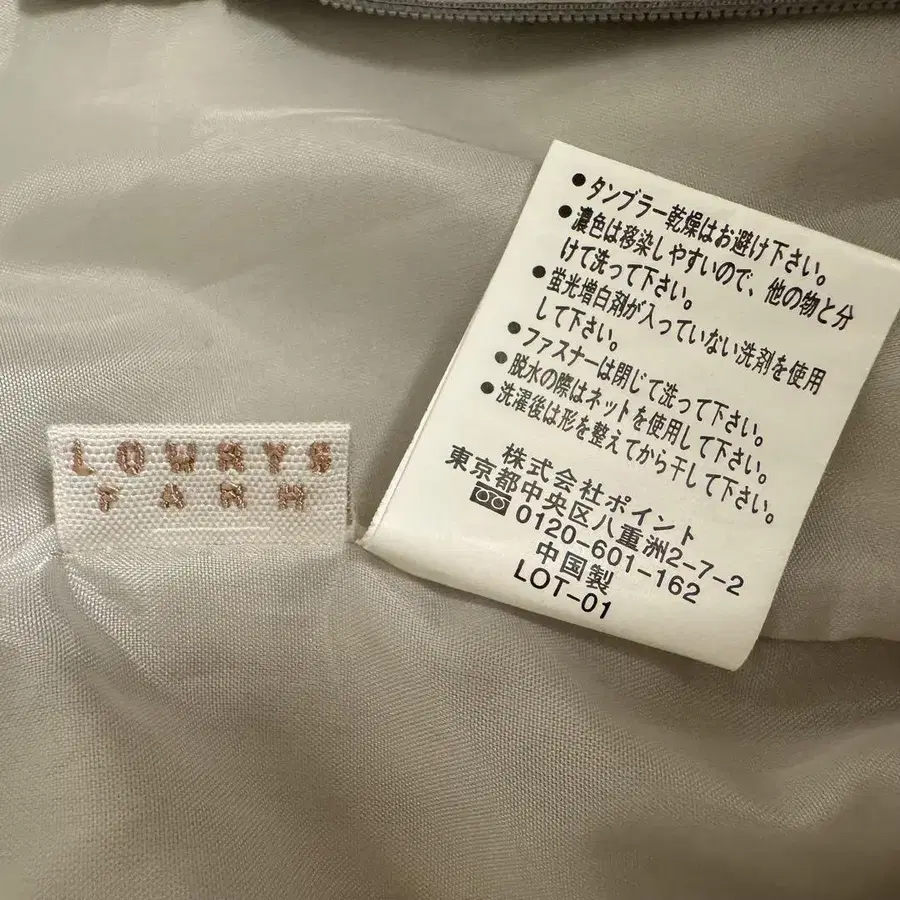 LOWRYS
FARM
●タンブラー乾燥はお避け下さい。
●濃色は移染しやすいので、他の物と分
けて洗って下さい。
●蛍光増白剤が入っていない洗剤を使用
して下さい。
●ファスナーは閉じて洗って下さい。
●脱水の際はネットを使用して下さい。
●洗濯後は形を整えてから干して下さい。
株式会社ポイント
東京都中央区八重洲2-7-2
0120-601-162
中国製
LOT-01